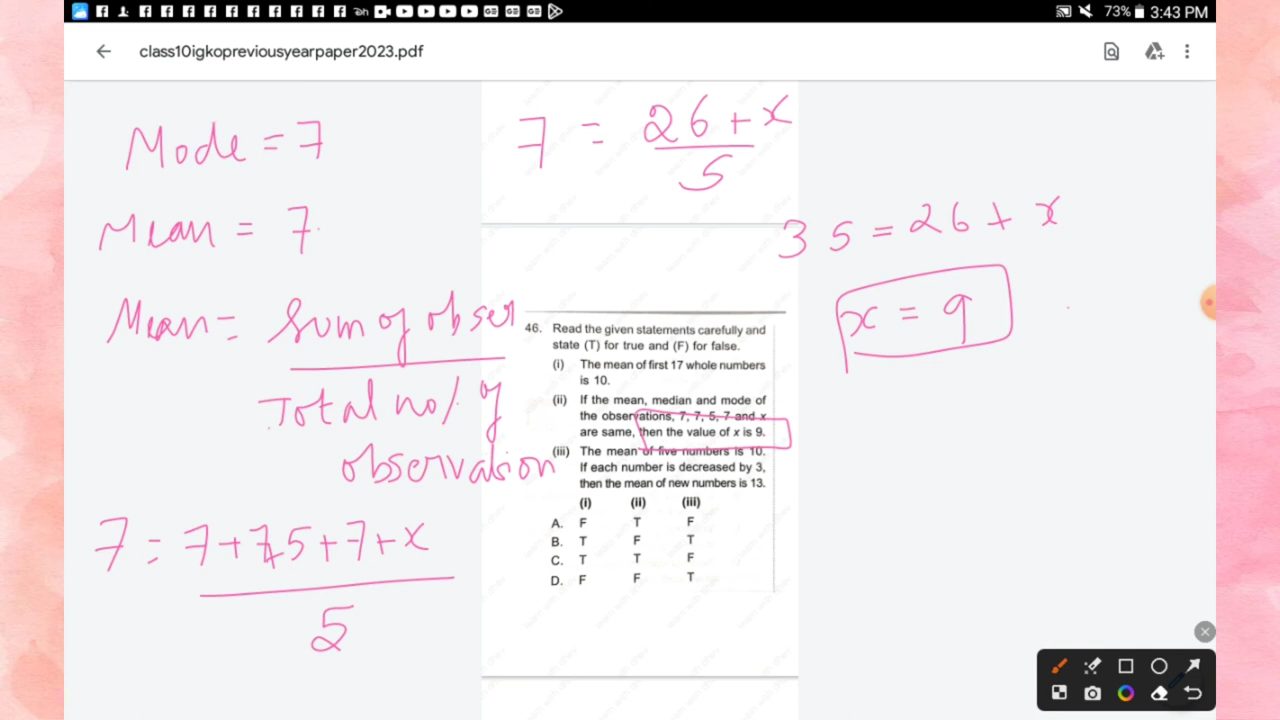 73% 3:43 PM
class10igkopreviousyearpaper2023.pdf
Mode = 7
Mean = 7
Mean = Sum of obser
Total no/. of
observation
7 = 7+7,5+7+x
5
7 = 26+x
5
35 = 26+x
x = 9
46. Read the given statements carefully and
state (T) for true and (F) for false.
(i) The mean of first 17 whole numbers
is 10.
(ii) If the mean, median and mode of
the observations, 7, 7, 5, 7 and x
are same, then the value of x is 9.
(iii) The mean of five numbers is 10.
If each number is decreased by 3,
then the mean of new numbers is 13.
(i) (ii) (iii)
A. F T F
B. T F T
C. T T F
D. F F T